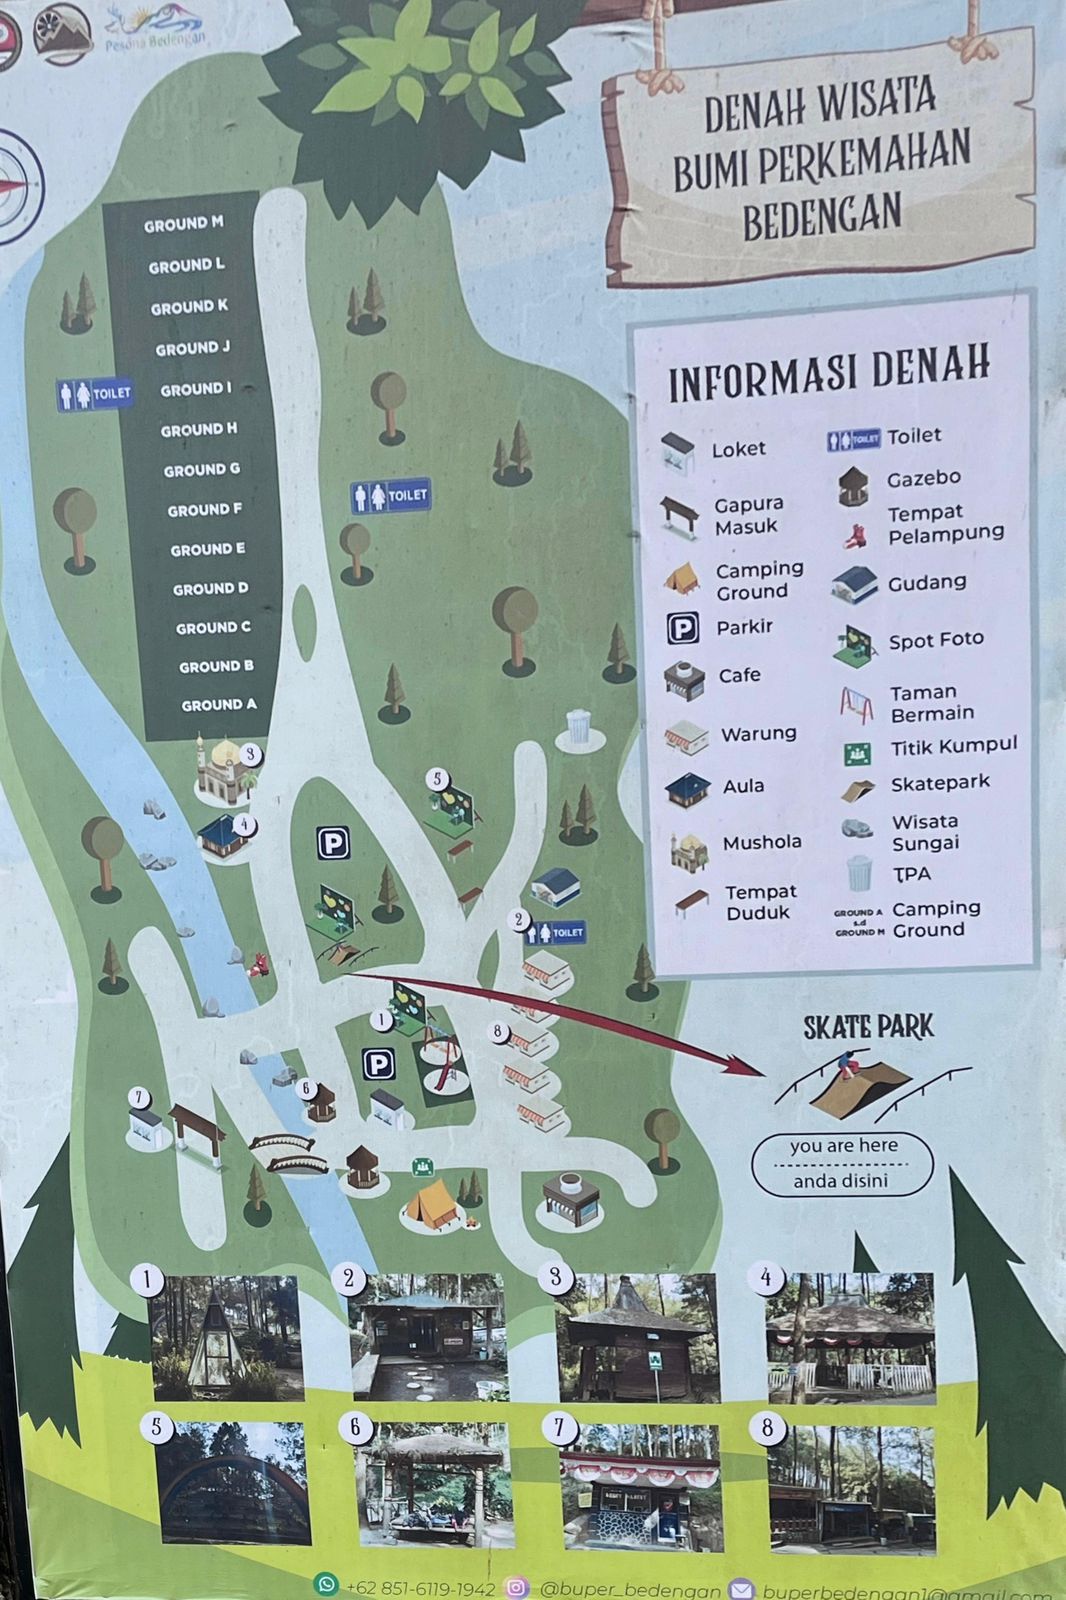 Pesona Bedengan
DENAH WISATA
BUMI PERKEMAHAN
BEDENGAN
GROUND M
GROUND L
GROUND K
GROUND J
GROUND I
GROUND H
GROUND G
GROUND F
GROUND E
GROUND D
GROUND C
GROUND B
GROUND A
TOILET
TOILET
3
4
5
P
2
TOILET
1
8
P
6
7
INFORMASI DENAH
Loket
Gapura
Masuk
Camping
Ground
P
Parkir
Cafe
Warung
Aula
Mushola
Tempat
Duduk
TOILET
Toilet
Gazebo
Tempat
Pelampung
Gudang
Spot Foto
Taman
Bermain
Titik Kumpul
Skatepark
Wisata
Sungai
TPA
GROUND A
s.d
GROUND M
Camping
Ground
SKATE PARK
you are here
anda disini
1
2
3
4
5
6
7
8
+62 851-6119-1942
@buper_bedengan
buperbedengan1@gmail.com